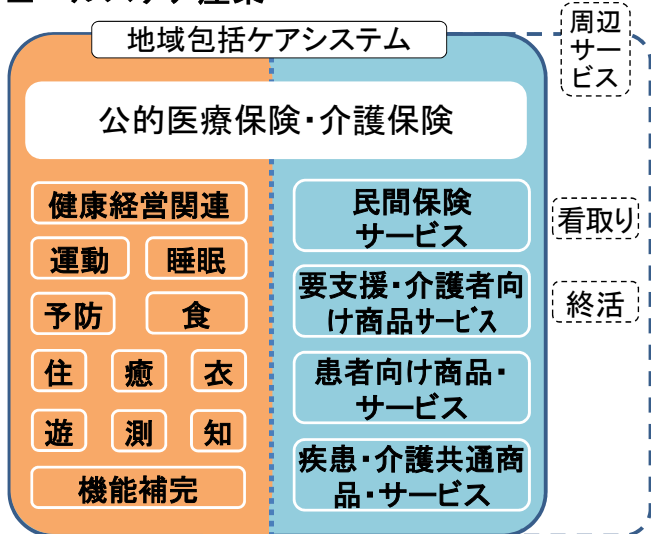 地域包括ケアシステム
周辺
サー
ビス
公的医療保険・介護保険
健康経営関連
運動
睡眠
予防
食
住
癒
衣
遊
測
知
機能補完
民間保険
サービス
要支援・介護者向
け商品サービス
患者向け商品・
サービス
疾患・介護共通商
品・サービス
看取り
終活